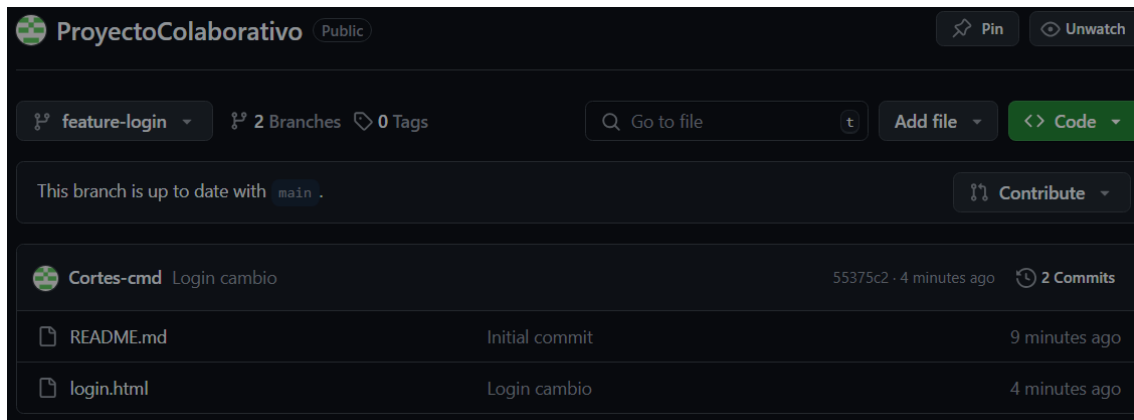 ProyectoColaborativo Public Pin Unwatch
feature-login 2 Branches 0 Tags Go to file t Add file Code
This branch is up to date with main . Contribute
Cortes-cmd Login cambio 55375c2 · 4 minutes ago 2 Commits
README.md Initial commit 9 minutes ago
login.html Login cambio 4 minutes ago